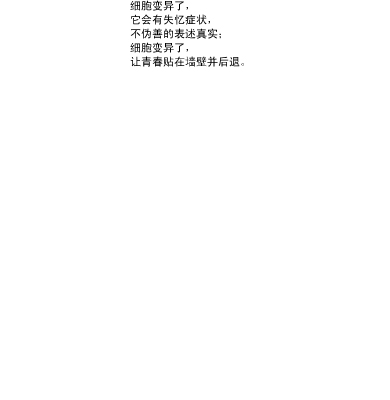 细胞变异了，
它会有失忆症状，
不伪善的表述真实；
细胞变异了，
让青春贴在墙壁并后退。